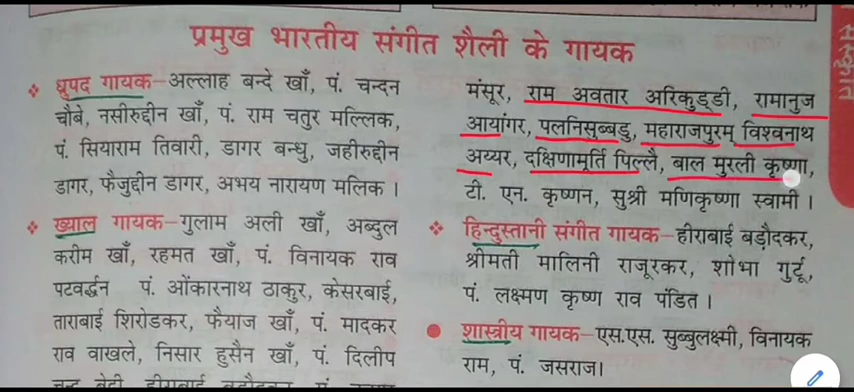 प्रमुख भारतीय संगीत शैली के गायक
ध्रुपद गायक–अल्लाह बन्दे खाँ, पं. चन्दन
चौबे, नसीरुद्दीन खाँ, पं. राम चतुर मल्लिक,
पं. सियाराम तिवारी, डागर बन्धु, जहीरुद्दीन
डागर, फैजुद्दीन डागर, अभय नारायण मलिक ।
ख्याल गायक–गुलाम अली खाँ, अब्दुल
करीम खाँ, रहमत खाँ, पं. विनायक राव
पटवर्द्धन पं. ओंकारनाथ ठाकुर, केसरबाई,
ताराबाई शिरोडकर, फैयाज खाँ, पं. मादकर
राव वाखले, निसार हुसैन खाँ, पं. दिलीप
मंसूर, राम अवतार अरिकुड्डी, रामानुज
आयांगर, पलनिसुब्बडु, महाराजपुरम् विश्वनाथ
अय्यर, दक्षिणामूर्ति पिल्लै, बाल मुरली कृष्णा,
टी. एन. कृष्णन, सुश्री मणिकृष्णा स्वामी ।
हिन्दुस्तानी संगीत गायक–हीराबाई बड़ौदकर,
श्रीमती मालिनी राजूरकर, शोभा गुर्टू,
पं. लक्ष्मण कृष्ण राव पंडित ।
शास्त्रीय गायक–एस.एस. सुब्बुलक्ष्मी, विनायक
राम, पं. जसराज।